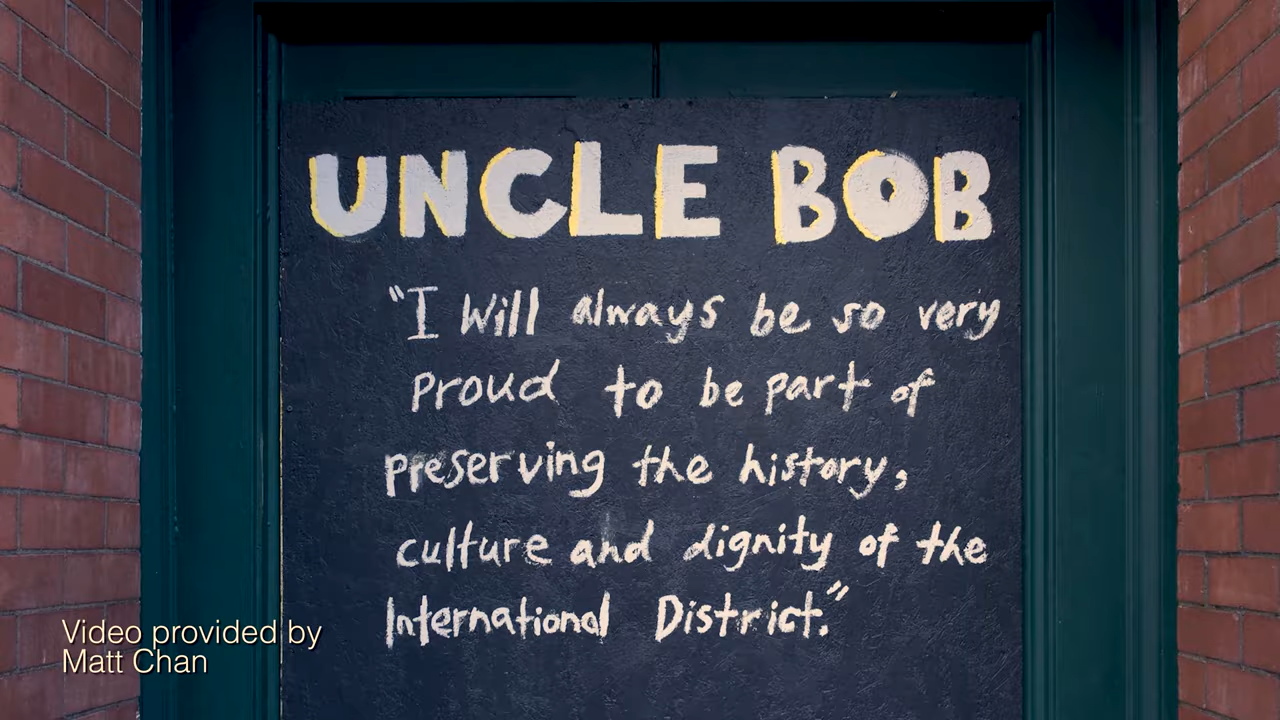 UNCLE BOB
"I Will always be so very
proud to be part of
preserving the history,
culture and dignity of the
International District."
Video provided by
Matt Chan